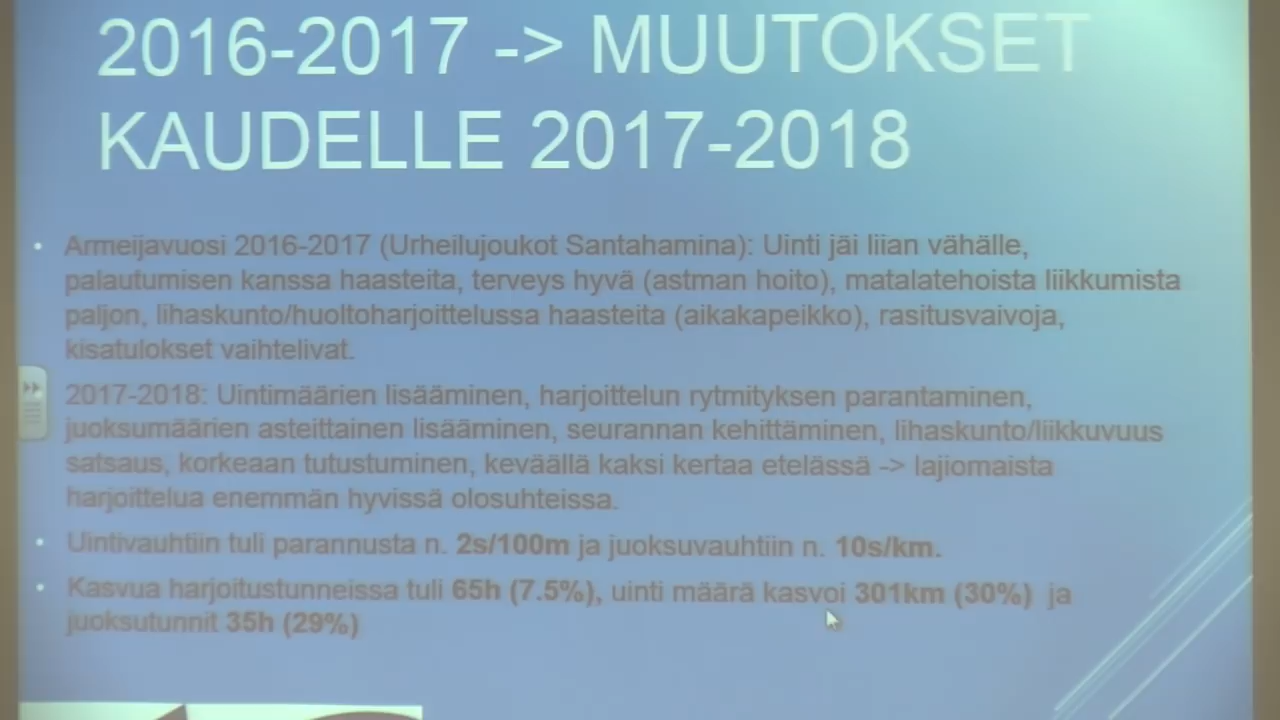 2016-2017 -> MUUTOKSET
KAUDELLE 2017-2018
• Armeijavuosi 2016-2017 (Urheilujoukot Santahamina): Uinti jäi liian vähälle,
palautumisen kanssa haasteita, terveys hyvä (astman hoito), matalatehoista liikkumista
paljon, lihaskunto/huoltoharjoittelussa haasteita (aikakapeikko), rasitusvaivoja,
kisatulokset vaihtelivat.
2017-2018: Uintimäärien lisääminen, harjoittelun rytmityksen parantaminen,
juoksumäärien asteittainen lisääminen, seurannan kehittäminen, lihaskunto/liikkuvuus
satsaus, korkeaan tutustuminen, keväällä kaksi kertaa etelässä -> lajiomaista
harjoittelua enemmän hyvissä olosuhteissa.
• Uintivauhtiin tuli parannusta n. 2s/100m ja juoksuvauhtiin n. 10s/km.
• Kasvua harjoitustunneissa tuli 65h (7.5%), uinti määrä kasvoi 301km (30%) ja
juoksutunnit 35h (29%)